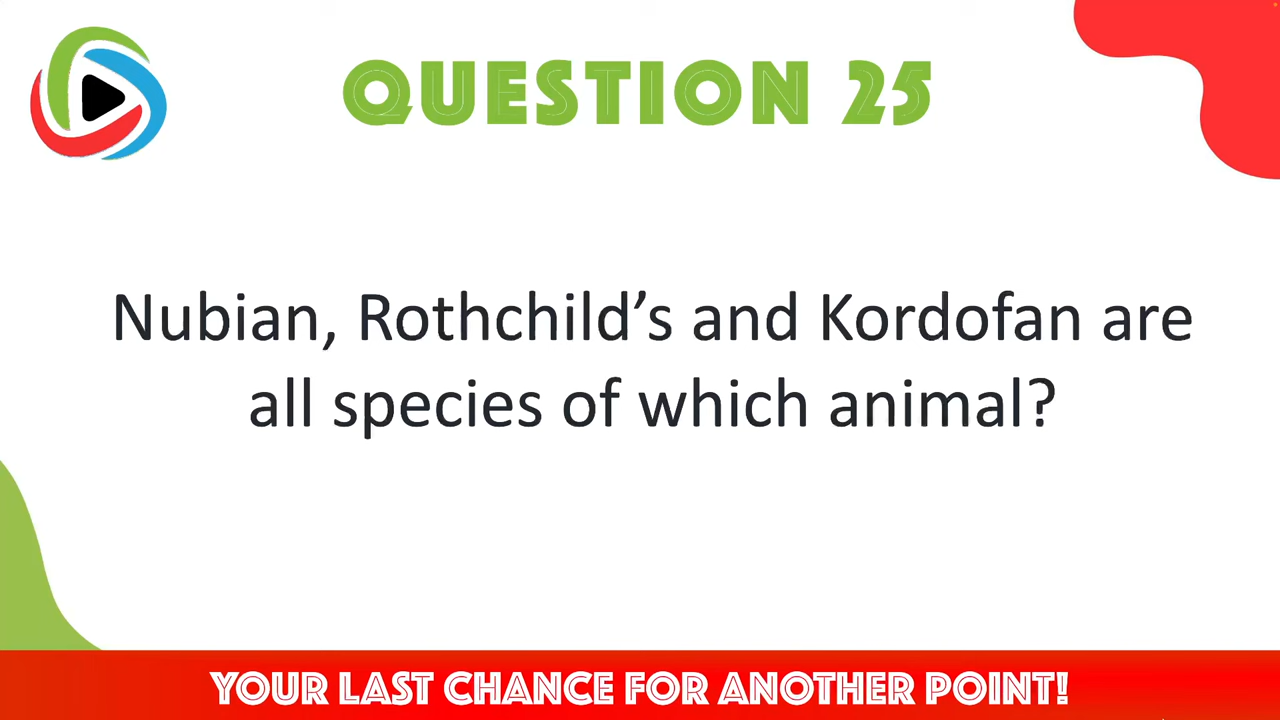 QUESTION 25
Nubian, Rothchild’s and Kordofan are
all species of which animal?
YOUR LAST CHANCE FOR ANOTHER POINT!